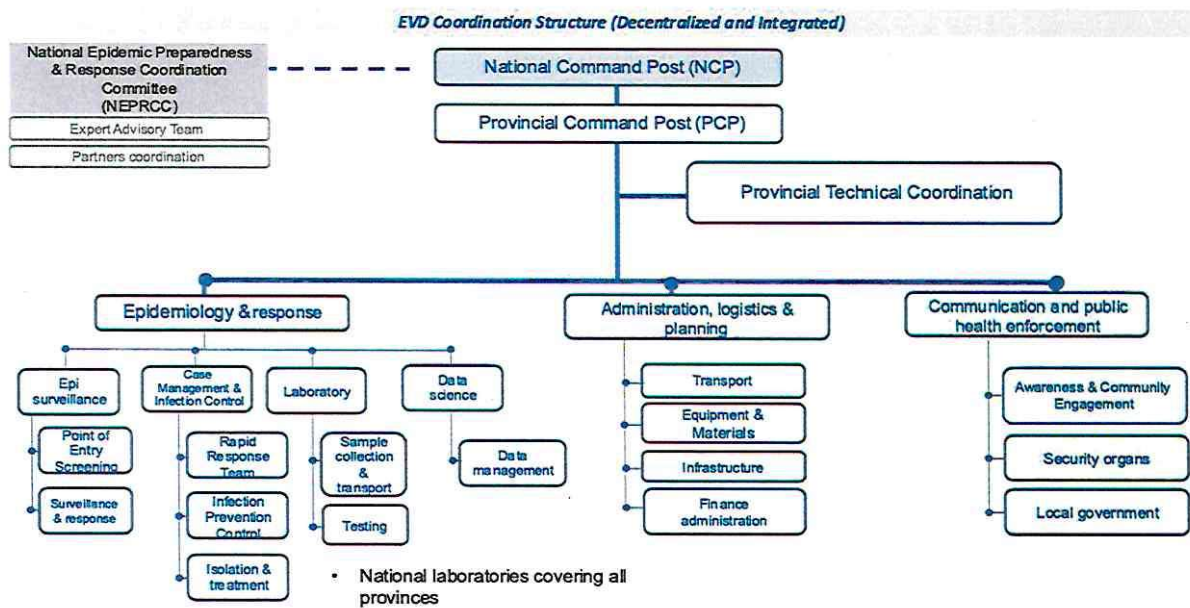 EVD Coordination Structure (Decentralized and Integrated)
National Epidemic Preparedness
& Response Coordination
Committee
(NEPRCC)
Expert Advisory Team
Partners coordination
National Command Post (NCP)
Provincial Command Post (PCP)
Provincial Technical Coordination
Epidemiology & response
Administration, logistics &
planning
Communication and public
health enforcement
Epi
surveillance
Case
Management &
Infection Control
Laboratory
Data
science
Point of
Entry
Screening
Surveillance
& response
Rapid
Response
Team
Infection
Prevention
Control
Isolation &
treatment
Sample
collection
&
transport
Testing
Data
management
Transport
Equipment &
Materials
Infrastructure
Finance
administration
Awareness & Community
Engagement
Security organs
Local government
• National laboratories covering all
provinces